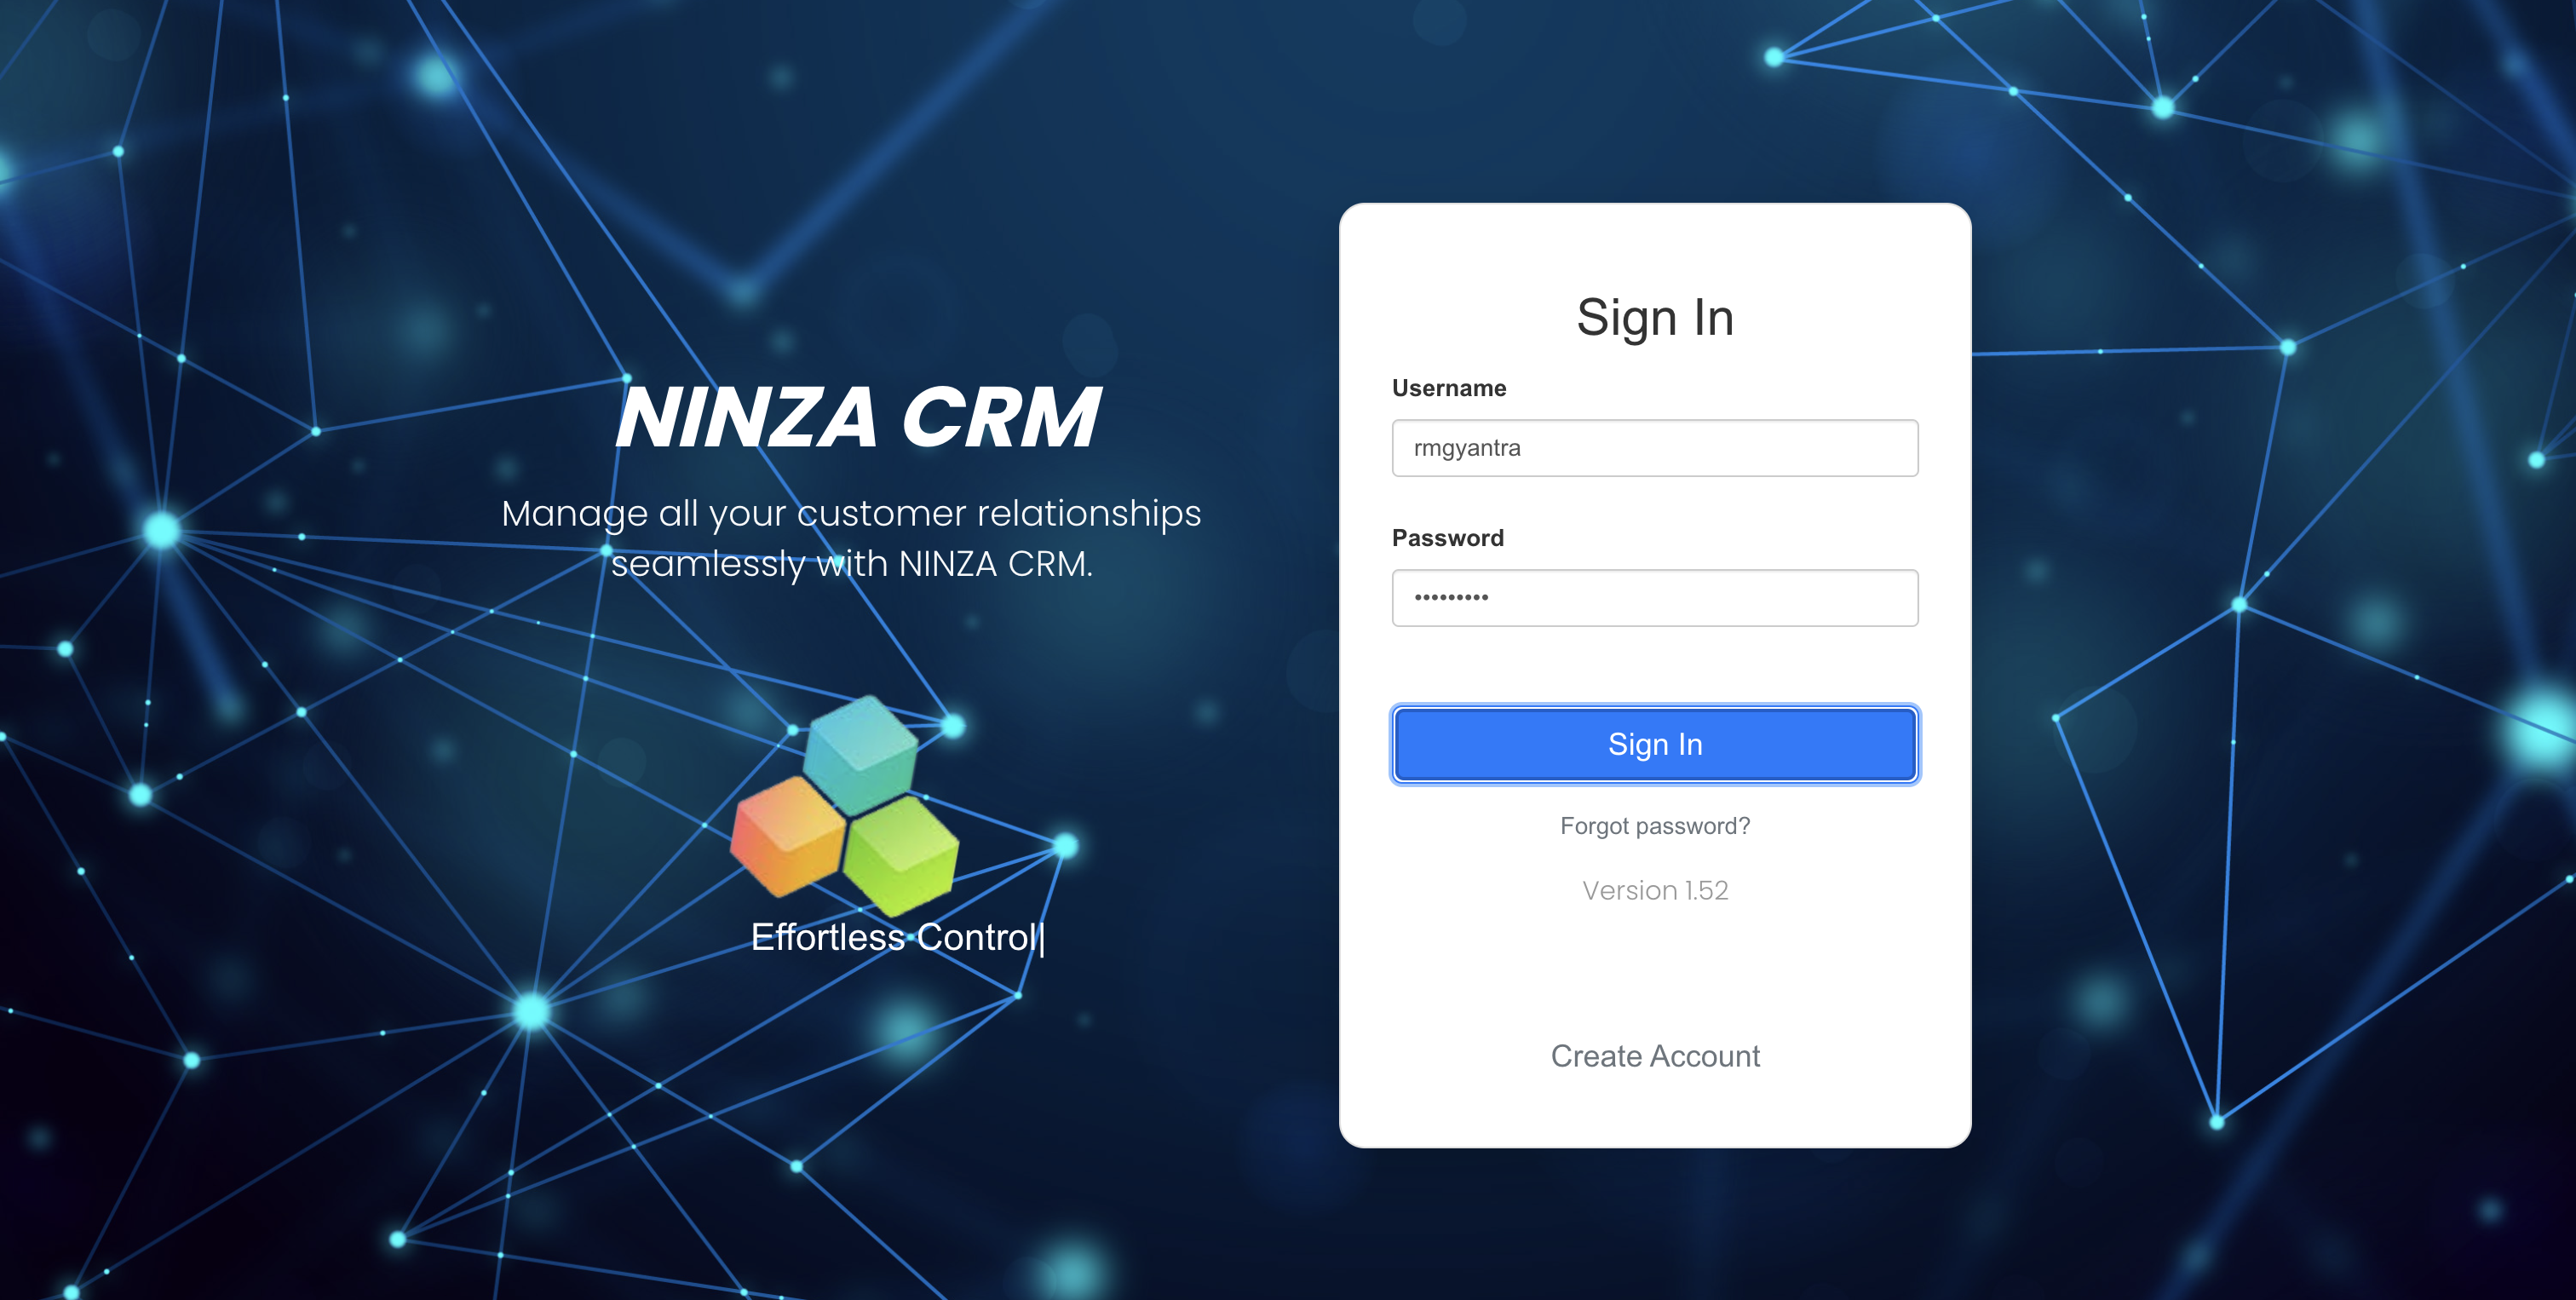 NINZA CRM
Manage all your customer relationships
seamlessly with NINZA CRM.
Effortless Control|
Sign In
Username
rmgyantra
Password
•••••••••
Sign In
Forgot password?
Version 1.52
Create Account